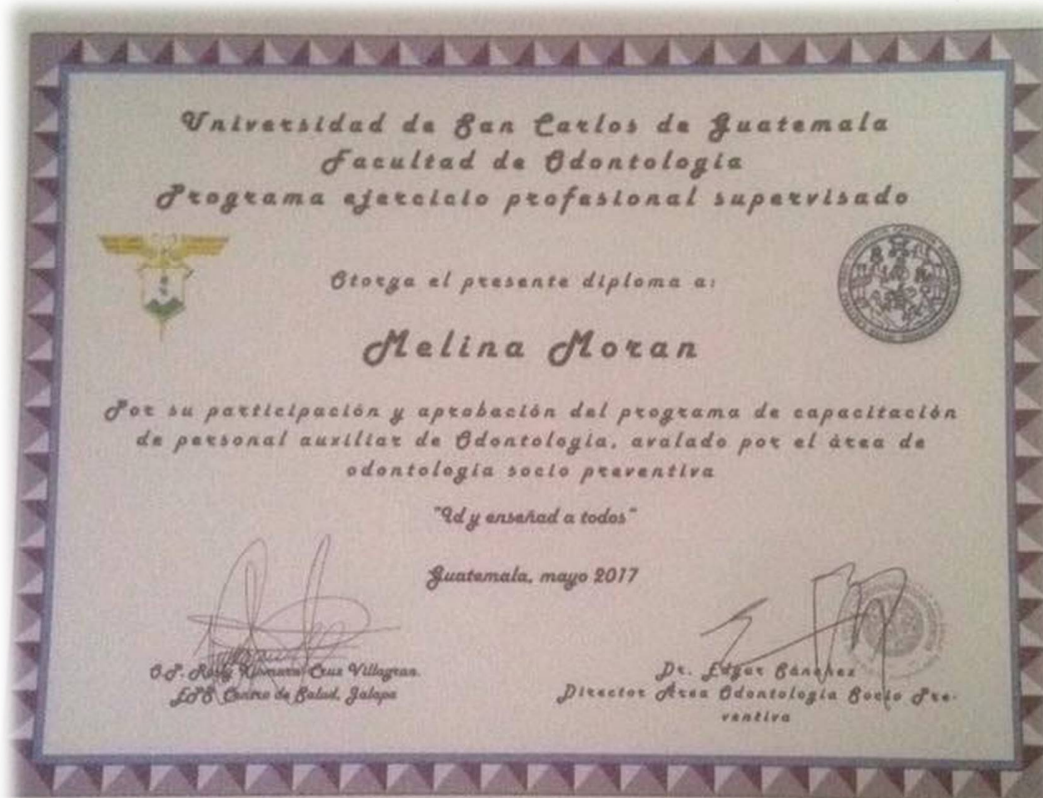 Universidad de San Carlos de Guatemala
Facultad de Odontología
Programa ejercicio profesional supervisado
Otorga el presente diploma a:
Melina Moran
Por su participación y aprobación del programa de capacitación
de personal auxiliar de Odontología, avalado por el área de
odontología socio preventiva
"Id y enseñad a todos"
Guatemala, mayo 2017
O.P. Cruz Villagran.
EPS Centro de Salud, Jalapa
Dr. Edgar Sánchez
Director Área Odontología Socio Pre-
ventiva